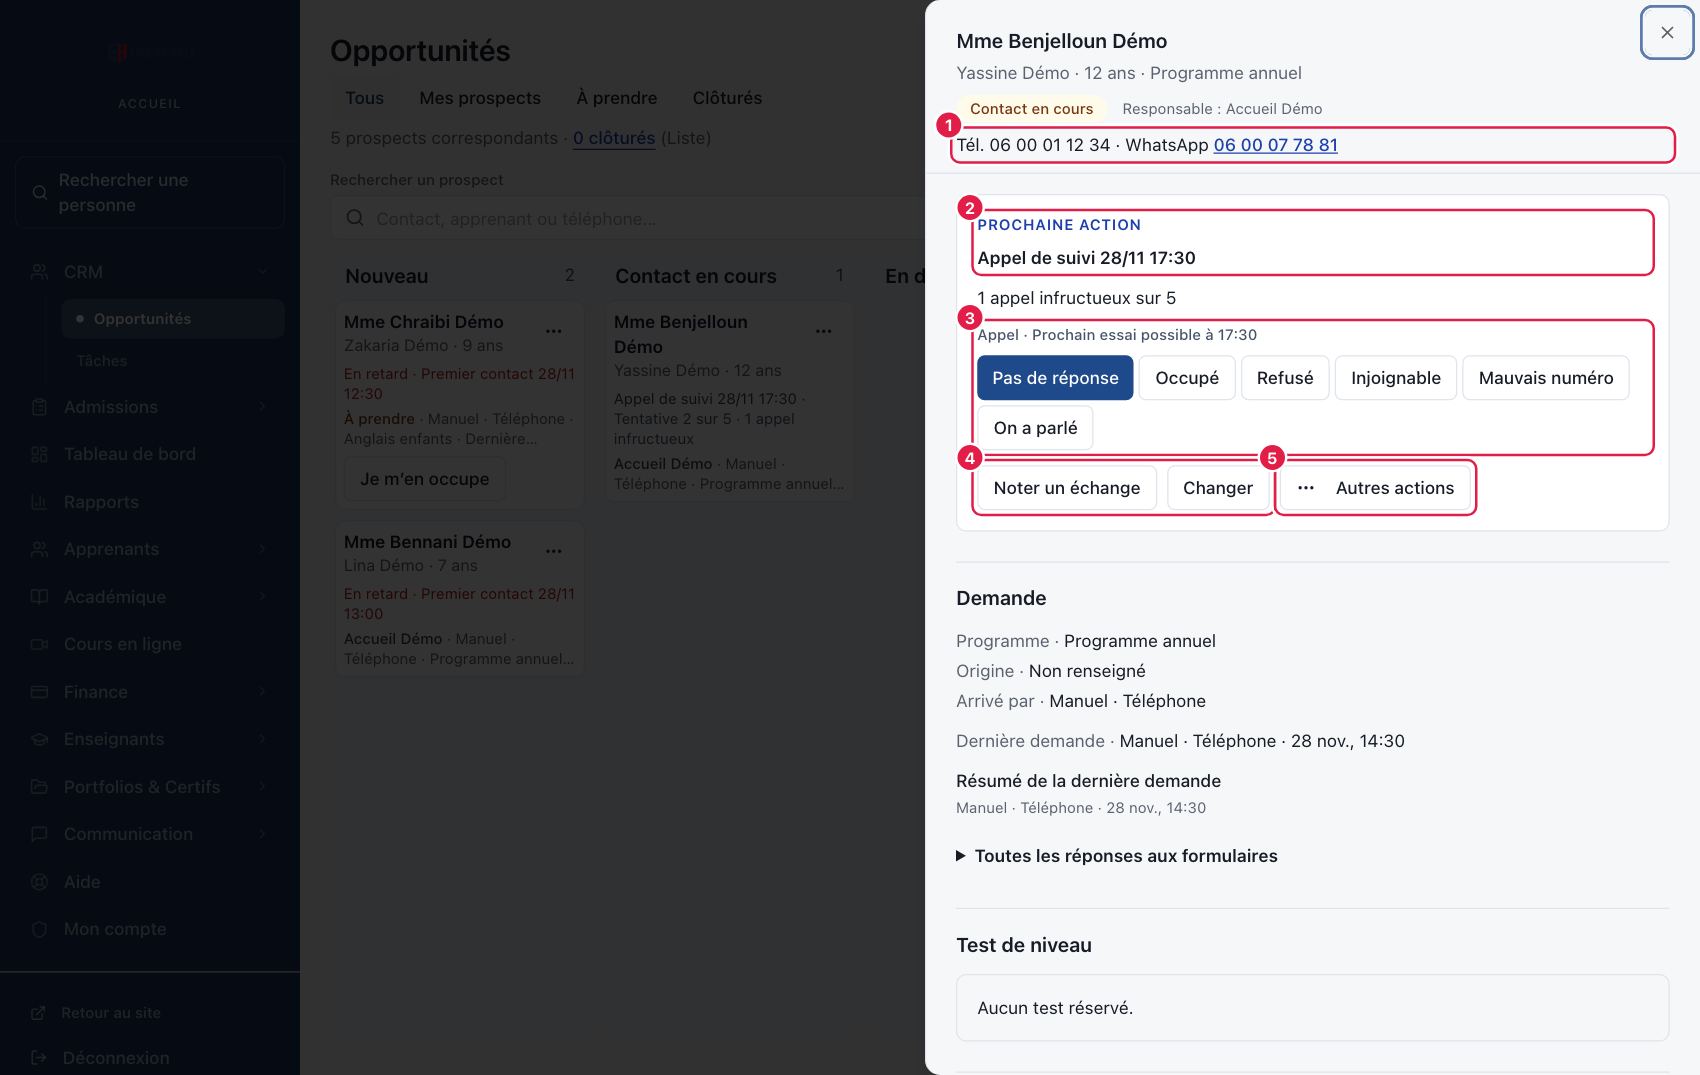 ACCUEIL
Rechercher une
personne
CRM
Opportunités
Tâches
Admissions
Tableau de bord
Rapports
Apprenants
Académique
Cours en ligne
Finance
Enseignants
Portfolios & Certifs
Communication
Aide
Mon compte
Retour au site
Déconnexion
Opportunités
Tous Mes prospects À prendre Clôturés
5 prospects correspondants · 0 clôturés (Liste)
Rechercher un prospect
Contact, apprenant ou téléphone...
Nouveau 2
Mme Chraibi Démo
Zakaria Démo · 9 ans
En retard · Premier contact 28/11
12:30
À prendre · Manuel · Téléphone ·
Anglais enfants · Dernière...
Je m'en occupe
Mme Bennani Démo
Lina Démo · 7 ans
En retard · Premier contact 28/11
13:00
Accueil Démo · Manuel ·
Téléphone · Programme annuel...
Contact en cours 1
Mme Benjelloun
Démo
Yassine Démo · 12 ans
Appel de suivi 28/11 17:30 ·
Tentative 2 sur 5 · 1 appel
infructueux
Accueil Démo · Manuel ·
Téléphone · Programme annuel...
En d
Mme Benjelloun Démo
Yassine Démo · 12 ans · Programme annuel
Contact en cours Responsable : Accueil Démo
1
Tél. 06 00 01 12 34 · WhatsApp 06 00 07 78 81
2
PROCHAINE ACTION
Appel de suivi 28/11 17:30
1 appel infructueux sur 5
3
Appel · Prochain essai possible à 17:30
Pas de réponse Occupé Refusé Injoignable Mauvais numéro
On a parlé
4 5
Noter un échange Changer ··· Autres actions
Demande
Programme · Programme annuel
Origine · Non renseigné
Arrivé par · Manuel · Téléphone
Dernière demande · Manuel · Téléphone · 28 nov., 14:30
Résumé de la dernière demande
Manuel · Téléphone · 28 nov., 14:30
Toutes les réponses aux formulaires
Test de niveau
Aucun test réservé.